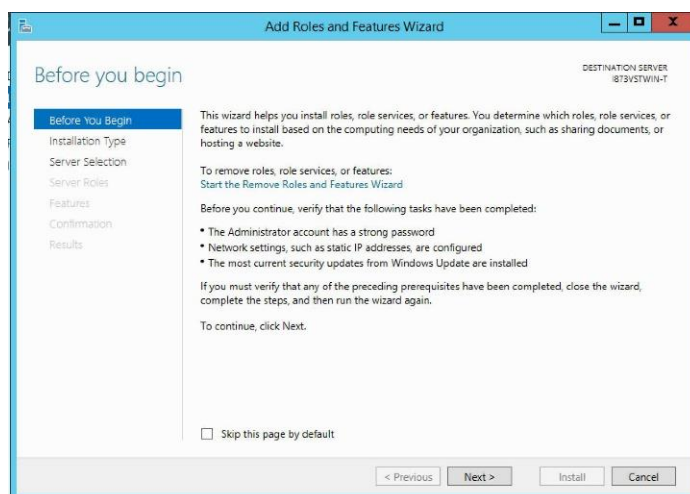 Add Roles and Features Wizard
Before you begin
DESTINATION SERVER
IB73VSTWIN-T
Before You Begin
Installation Type
Server Selection
Server Roles
Features
Confirmation
Results
This wizard helps you install roles, role services, or features. You determine which roles, role services, or
features to install based on the computing needs of your organization, such as sharing documents, or
hosting a website.
To remove roles, role services, or features:
Start the Remove Roles and Features Wizard
Before you continue, verify that the following tasks have been completed:
• The Administrator account has a strong password
• Network settings, such as static IP addresses, are configured
• The most current security updates from Windows Update are installed
If you must verify that any of the preceding prerequisites have been completed, close the wizard,
complete the steps, and then run the wizard again.
To continue, click Next.
Skip this page by default
< Previous
Next >
Install
Cancel